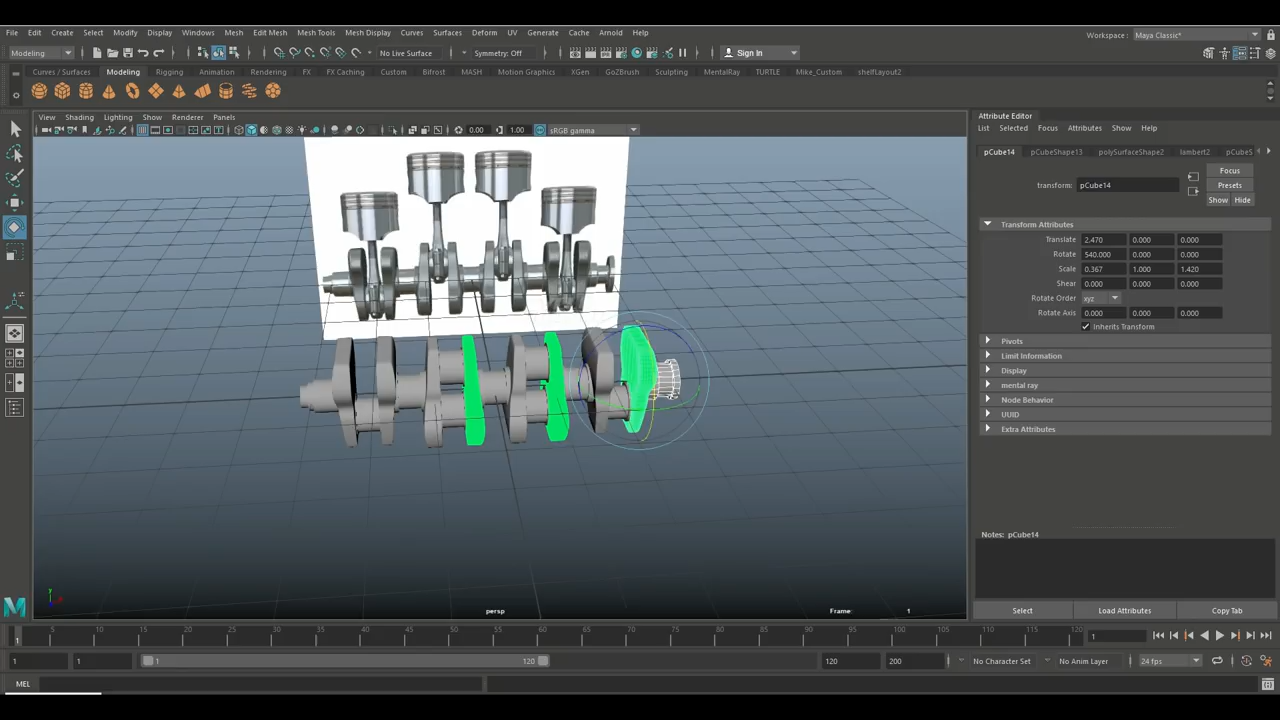 File Edit Create Select Modify Display Windows Mesh Edit Mesh Mesh Tools Mesh Display Curves Surfaces Deform UV Generate Cache Arnold Help
Workspace: Maya Classic*
Modeling
No Live Surface
Symmetry: Off
Sign In
Curves / Surfaces Modeling Rigging Animation Rendering FX FX Caching Custom Bifrost MASH Motion Graphics XGen GoZBrush Sculpting MentalRay TURTLE Mike_Custom shelfLayout2
View Shading Lighting Show Renderer Panels
0.00 1.00 sRGB gamma
persp
Frame: 1
Attribute Editor
List Selected Focus Attributes Show Help
pCube14 pCubeShape13 polySurfaceShape2 lambert2 pCubeS
transform: pCube14
Focus
Presets
Show Hide
Transform Attributes
Translate 2.470 0.000 0.000
Rotate 540.000 0.000 0.000
Scale 0.367 1.000 1.420
Shear 0.000 0.000 0.000
Rotate Order xyz
Rotate Axis 0.000 0.000 0.000
Inherits Transform
Pivots
Limit Information
Display
mental ray
Node Behavior
UUID
Extra Attributes
Notes: pCube14
Select Load Attributes Copy Tab
1 5 10 15 20 25 30 35 40 45 50 55 60 65 70 75 80 85 90 95 100 105 110 115 120 1
1 1 1 120 120 200 No Character Set No Anim Layer 24 fps
MEL